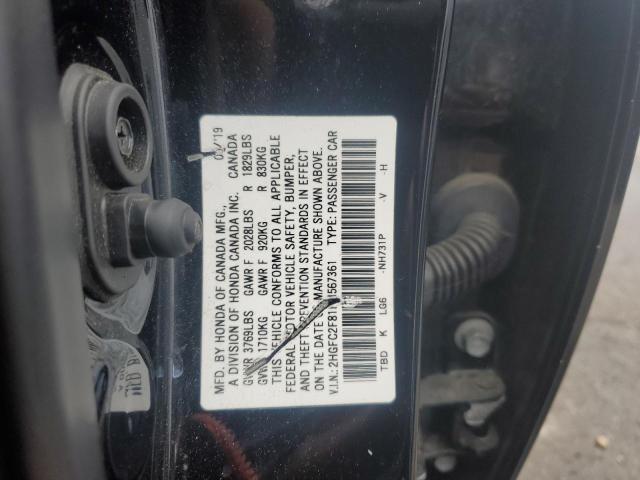 MFD. BY HONDA OF CANADA MFG., '19
A DIVISION OF HONDA CANADA INC. CANADA
GVWR 3769LBS GAWR F 2028LBS R 1829LBS
GVWR 1710KG GAWR F 920KG R 830KG
THIS VEHICLE CONFORMS TO ALL APPLICABLE
FEDERAL MOTOR VEHICLE SAFETY, BUMPER,
AND THEFT PREVENTION STANDARDS IN EFFECT
ON THE DATE OF MANUFACTURE SHOWN ABOVE.
V.I.N.: TYPE: PASSENGER CAR
TBD K LG6 -NH731P -V -H